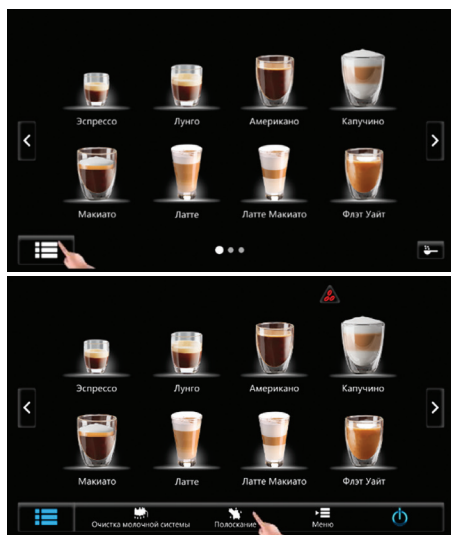 Эспрессо Лунго Американо Капучино
Макиато Латте Латте Макиато Флэт Уайт
Эспрессо Лунго Американо Капучино
Макиато Латте Латте Макиато Флэт Уайт
Очистка молочной системы Полоскание Меню